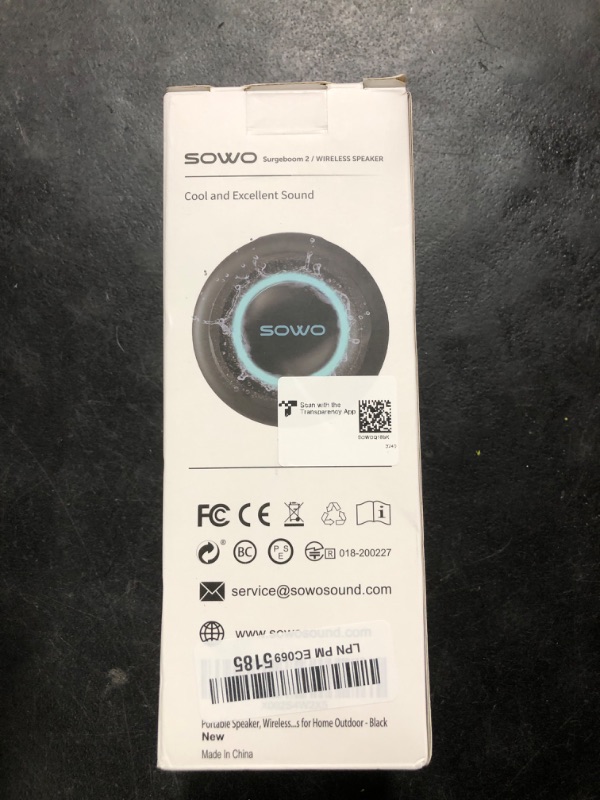 SOWO Surgeboom 2 / WIRELESS SPEAKER
Cool and Excellent Sound
SOWO
Scan with the
Transparency App
FC CE
BC PSE R 018-200227
service@sowosound.com
www.sowosound.com
LPN PM EC0695185
Portable Speaker, Wireless...s for Home Outdoor - Black
New
Made In China